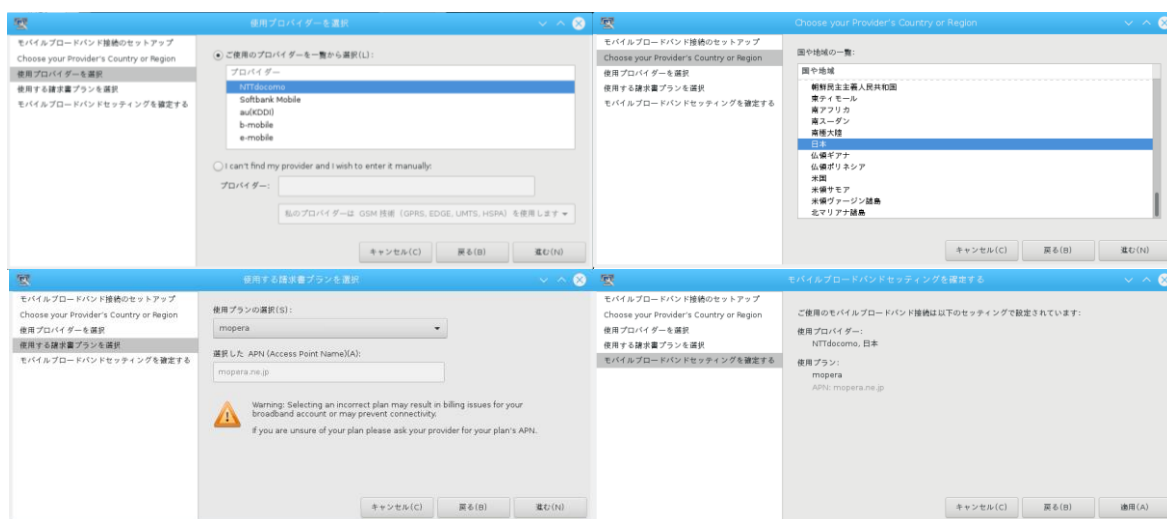 使用プロバイダーを選択
モバイルブロードバンド接続のセットアップ
Choose your Provider's Country or Region
使用プロバイダーを選択
使用する請求書プランを選択
モバイルブロードバンドセッティングを確定する
ご使用のプロバイダーを一覧から選択(L):
プロバイダー
NTTdocomo
Softbank Mobile
au(KDDI)
b-mobile
e-mobile
I can't find my provider and I wish to enter it manually:
プロバイダー:
私のプロバイダーは GSM 技術 (GPRS, EDGE, UMTS, HSPA) を使用します
キャンセル(C)
戻る(B)
進む(N)
Choose your Provider's Country or Region
モバイルブロードバンド接続のセットアップ
Choose your Provider's Country or Region
使用プロバイダーを選択
使用する請求書プランを選択
モバイルブロードバンドセッティングを確定する
国や地域の一覧:
国や地域
朝鮮民主主義人民共和国
東ティモール
南アフリカ
南スーダン
南極大陸
日本
仏領ギアナ
仏領ポリネシア
米国
米領サモア
米領ヴァージン諸島
北マリアナ諸島
キャンセル(C)
戻る(B)
進む(N)
使用する請求書プランを選択
モバイルブロードバンド接続のセットアップ
Choose your Provider's Country or Region
使用プロバイダーを選択
使用する請求書プランを選択
モバイルブロードバンドセッティングを確定する
使用プランの選択(S):
mopera
選択した APN (Access Point Name)(A):
mopera.ne.jp
Warning: Selecting an incorrect plan may result in billing issues for your
broadband account or may prevent connectivity.
If you are unsure of your plan please ask your provider for your plan's APN.
キャンセル(C)
戻る(B)
進む(N)
モバイルブロードバンドセッティングを確定する
モバイルブロードバンド接続のセットアップ
Choose your Provider's Country or Region
使用プロバイダーを選択
使用する請求書プランを選択
モバイルブロードバンドセッティングを確定する
ご使用のモバイルブロードバンド接続は以下のセッティングで設定されています:
使用プロバイダー:
NTTdocomo, 日本
使用プラン:
mopera
APN: mopera.ne.jp
キャンセル(C)
戻る(B)
適用(A)